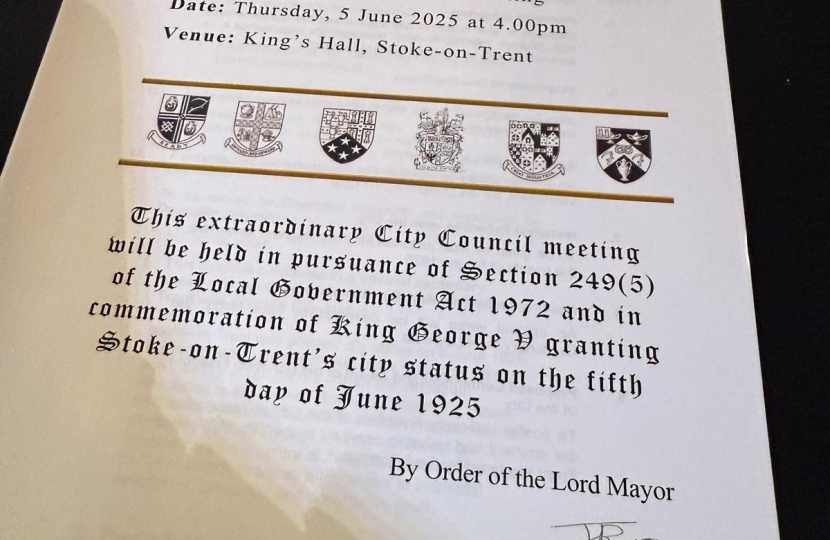 Date: Thursday, 5 June 2025 at 4.00pm
Venue: King's Hall, Stoke-on-Trent
READY
This extraordinary City Council meeting
will be held in pursuance of Section 249(5)
of the Local Government Act 1972 and in
commemoration of King George V granting
Stoke-on-Trent's city status on the fifth
day of June 1925
By Order of the Lord Mayor